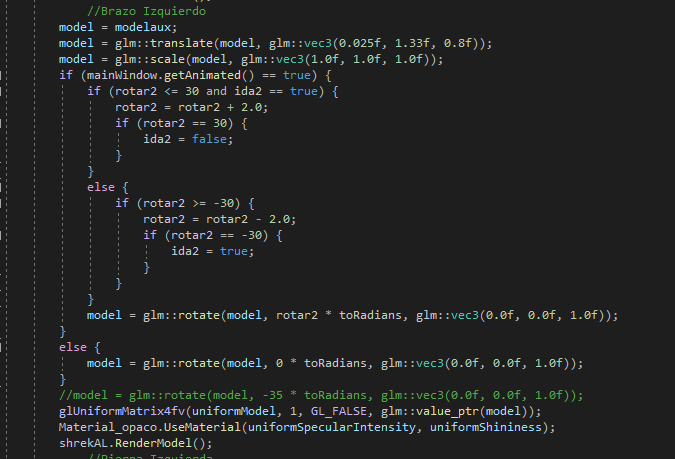 //Brazo Izquierdo
model = modelaux;
model = glm::translate(model, glm::vec3(0.025f, 1.33f, 0.8f));
model = glm::scale(model, glm::vec3(1.0f, 1.0f, 1.0f));
if (mainWindow.getAnimated() == true) {
if (rotar2 <= 30 and ida2 == true) {
rotar2 = rotar2 + 2.0;
if (rotar2 == 30) {
ida2 = false;
}
}
else {
if (rotar2 >= -30) {
rotar2 = rotar2 - 2.0;
if (rotar2 == -30) {
ida2 = true;
}
}
}
model = glm::rotate(model, rotar2 * toRadians, glm::vec3(0.0f, 0.0f, 1.0f));
}
else {
model = glm::rotate(model, 0 * toRadians, glm::vec3(0.0f, 0.0f, 1.0f));
}
//model = glm::rotate(model, -35 * toRadians, glm::vec3(0.0f, 0.0f, 1.0f));
glUniformMatrix4fv(uniformModel, 1, GL_FALSE, glm::value_ptr(model));
Material_opaco.UseMaterial(uniformSpecularIntensity, uniformShininess);
shrekAL.RenderModel();
//Pierna Izquierda